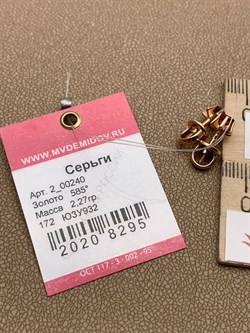 WWW.MVDEMIDOV.RU
Серьги
Арт. 2_00240
Золото 585°
Масса 2,27гр.
172 ЮЗУ932
2020 8295
ОСТ 117-3-002-95